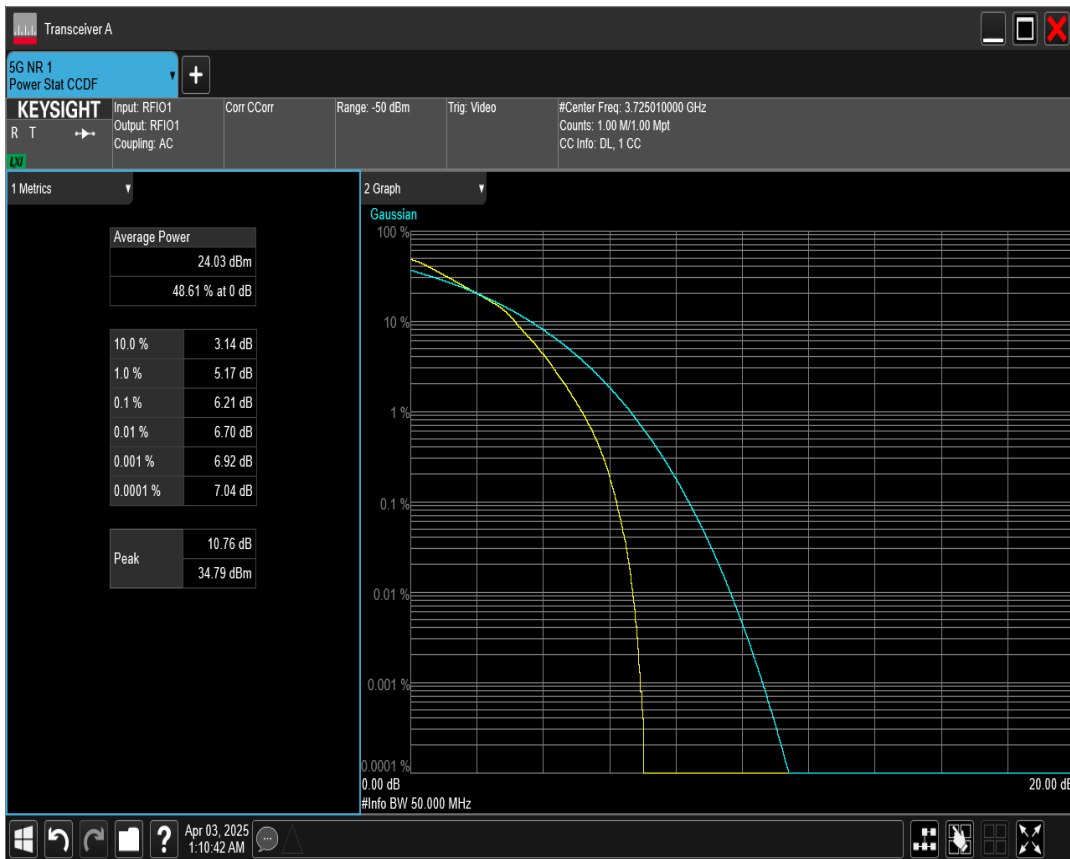 Transceiver A
5G NR 1
Power Stat CCDF
+
KEYSIGHT
R T
LXI
Input: RFIO1
Output: RFIO1
Coupling: AC
Corr CCorr
Range: -50 dBm
Trig: Video
#Center Freq: 3.725010000 GHz
Counts: 1.00 M/1.00 Mpt
CC Info: DL, 1 CC
1 Metrics
Average Power
24.03 dBm
48.61 % at 0 dB
10.0 % 3.14 dB
1.0 % 5.17 dB
0.1 % 6.21 dB
0.01 % 6.70 dB
0.001 % 6.92 dB
0.0001 % 7.04 dB
Peak
10.76 dB
34.79 dBm
2 Graph
Gaussian
100 %
10 %
1 %
0.1 %
0.01 %
0.001 %
0.0001 %
0.00 dB 20.00 dB
#Info BW 50.000 MHz
?
Apr 03, 2025
1:10:42 AM